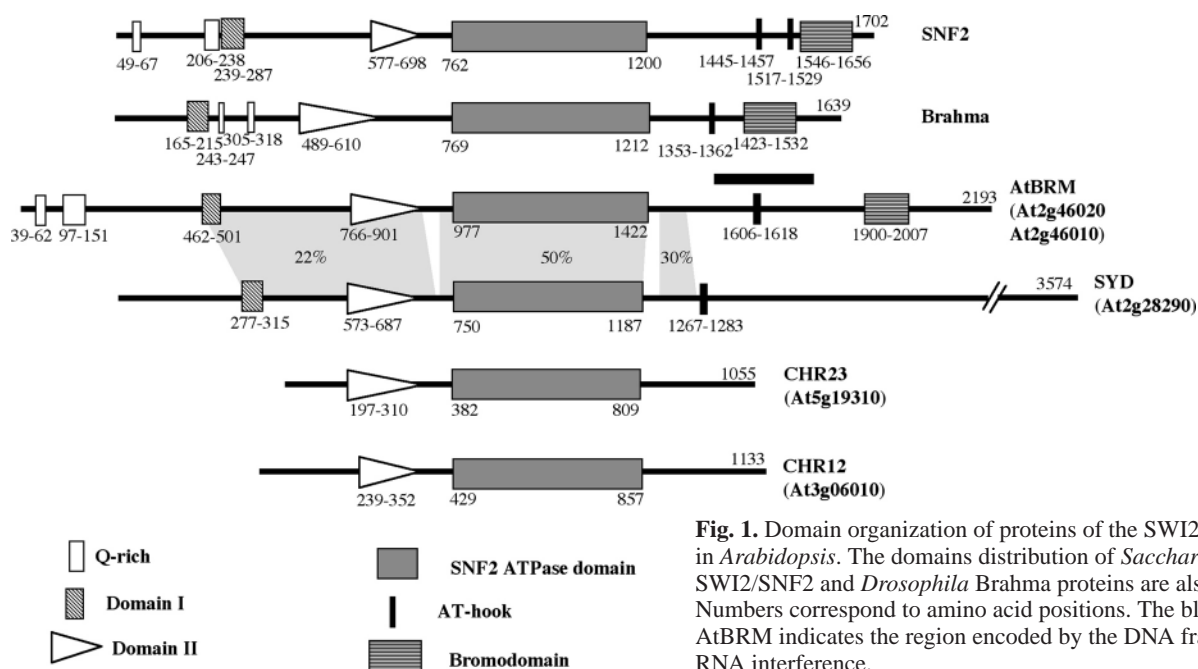 1702
SNF2
49-67
206-238
239-287
577-698
762
1200
1445-1457
1517-1529
1546-1656
1639
Brahma
165-215
243-247
305-318
489-610
769
1212
1353-1362
1423-1532
2193
AtBRM
(At2g46020
At2g46010)
39-62
97-151
462-501
766-901
977
1422
1606-1618
1900-2007
22%
50%
30%
3574
SYD
(At2g28290)
277-315
573-687
750
1187
1267-1283
1055
CHR23
(At5g19310)
197-310
382
809
1133
CHR12
(At3g06010)
239-352
429
857
Q-rich
Domain I
Domain II
SNF2 ATPase domain
AT-hook
Bromodomain
Fig. 1. Domain organization of proteins of the SWI2
in Arabidopsis. The domains distribution of Sacchar
SWI2/SNF2 and Drosophila Brahma proteins are als
Numbers correspond to amino acid positions. The bl
AtBRM indicates the region encoded by the DNA fra
RNA interference.